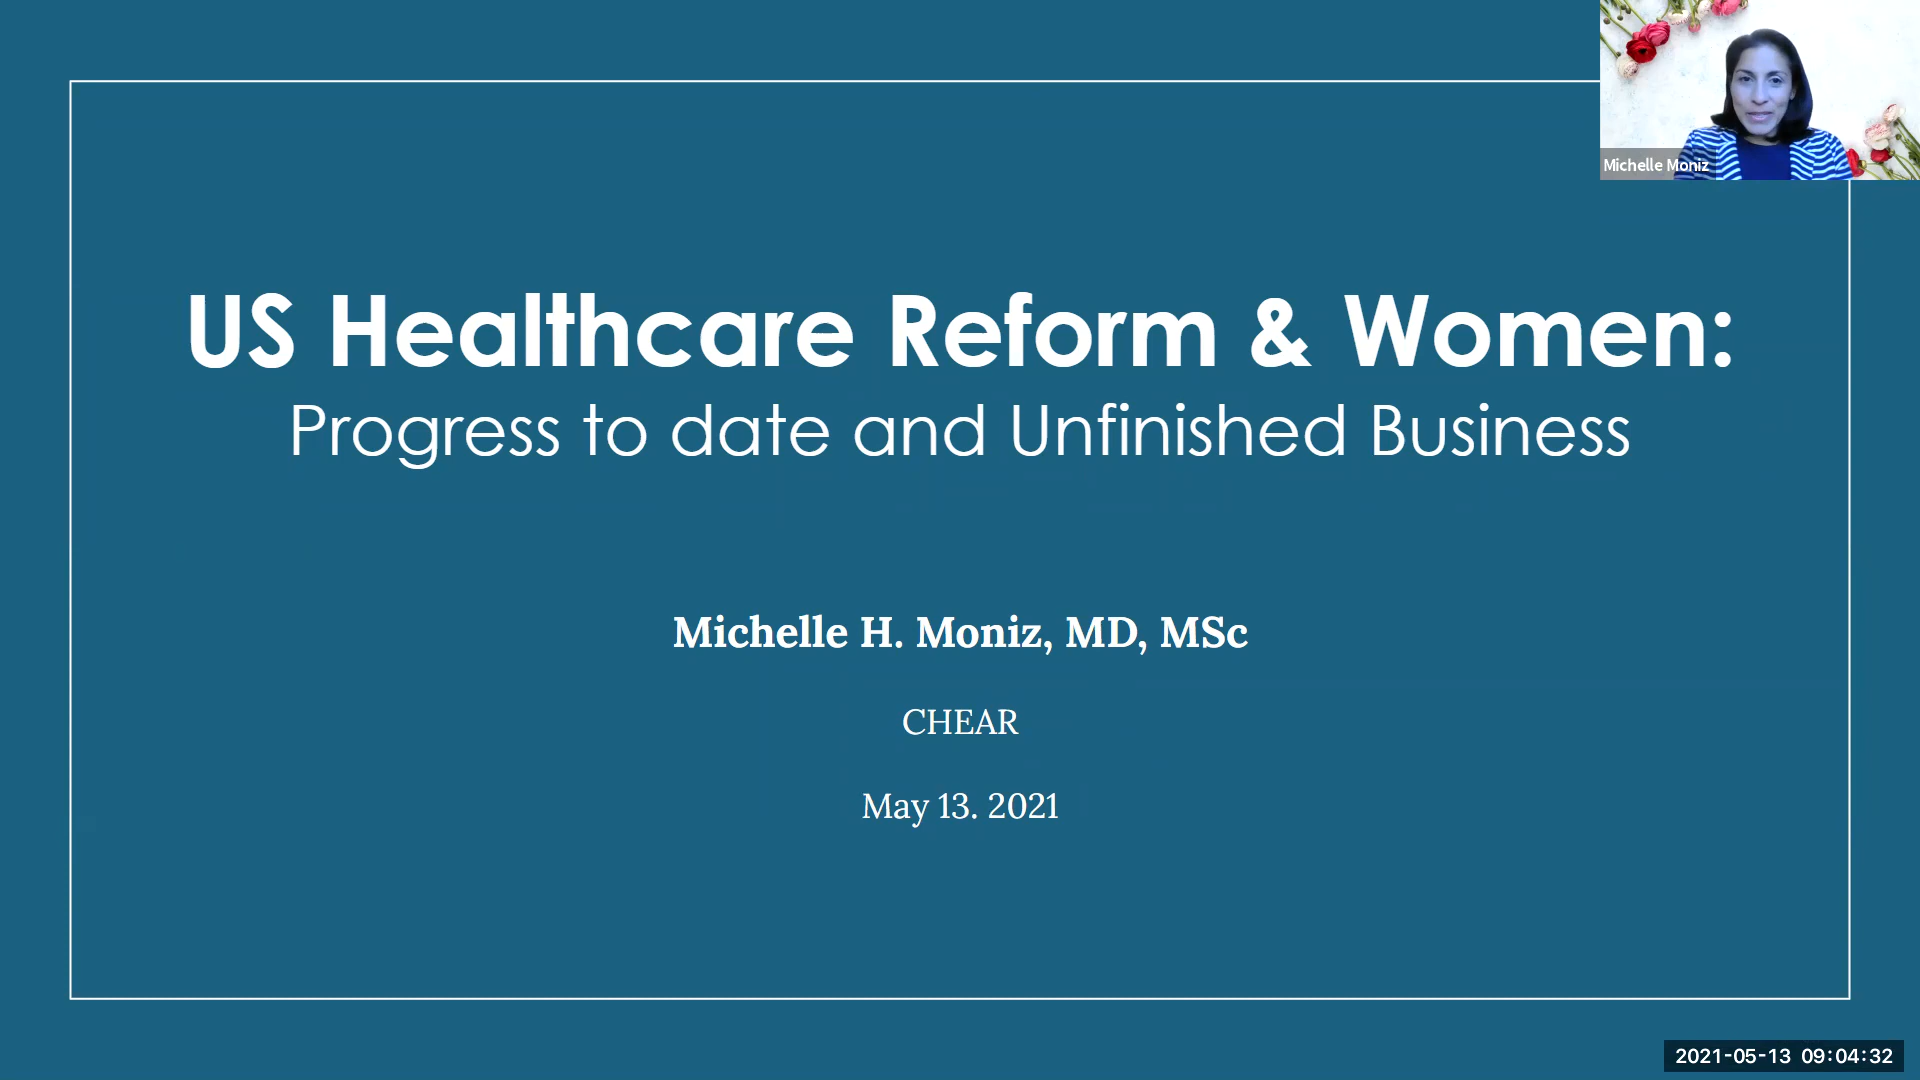 Michelle Moniz
US Healthcare Reform & Women:
Progress to date and Unfinished Business
Michelle H. Moniz, MD, MSc
CHEAR
May 13. 2021
2021-05-13 09:04:32